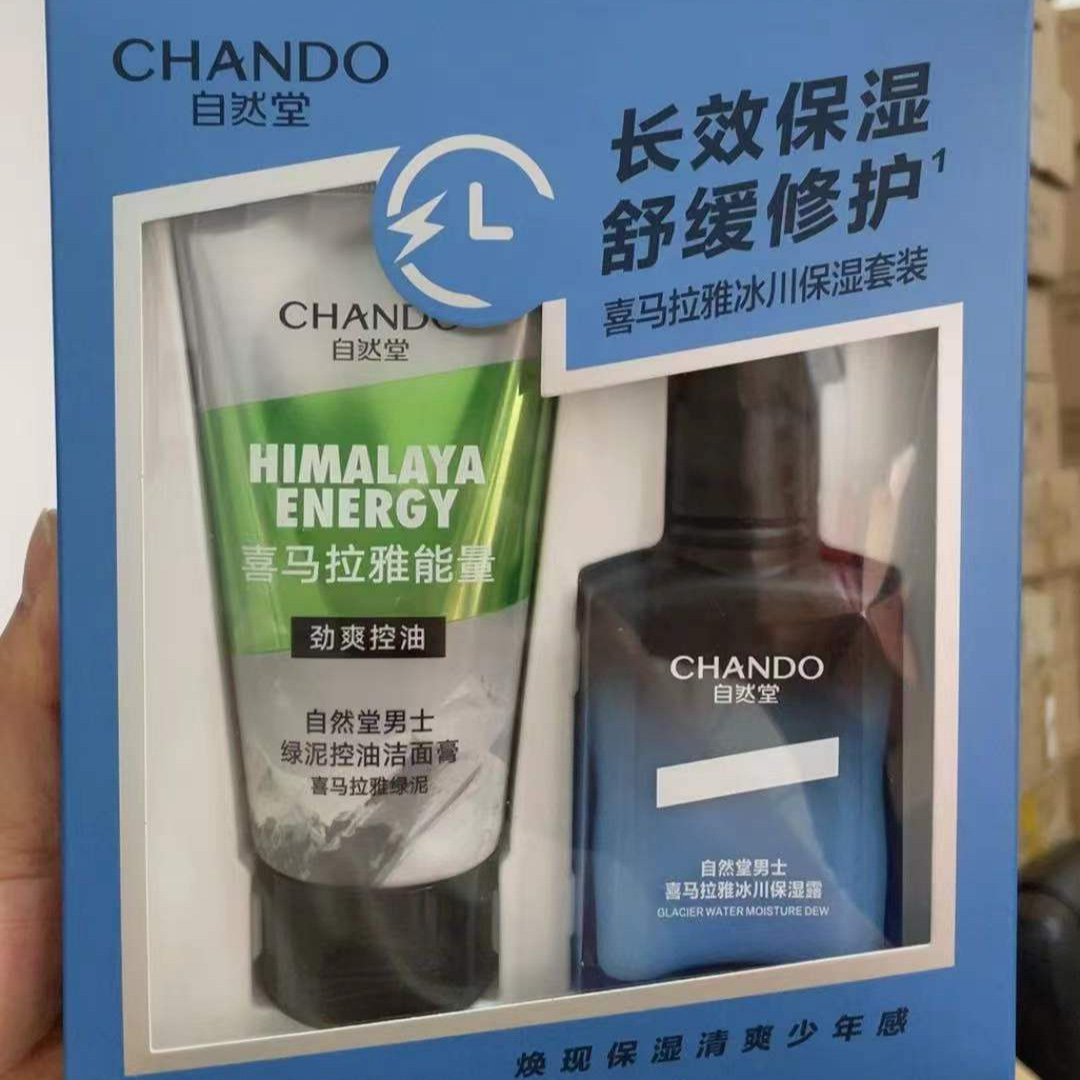 CHANDO
自然堂
长效保湿
舒缓修护1
喜马拉雅冰川保湿套装
L
CHANDO
自然堂
HIMALAYA
ENERGY
喜马拉雅能量
劲爽控油
自然堂男士
绿泥控油洁面膏
喜马拉雅绿泥
CHANDO
自然堂
自然堂男士
喜马拉雅冰川保湿露
GLACIER WATER MOISTURE DEW
焕现保湿清爽少年感